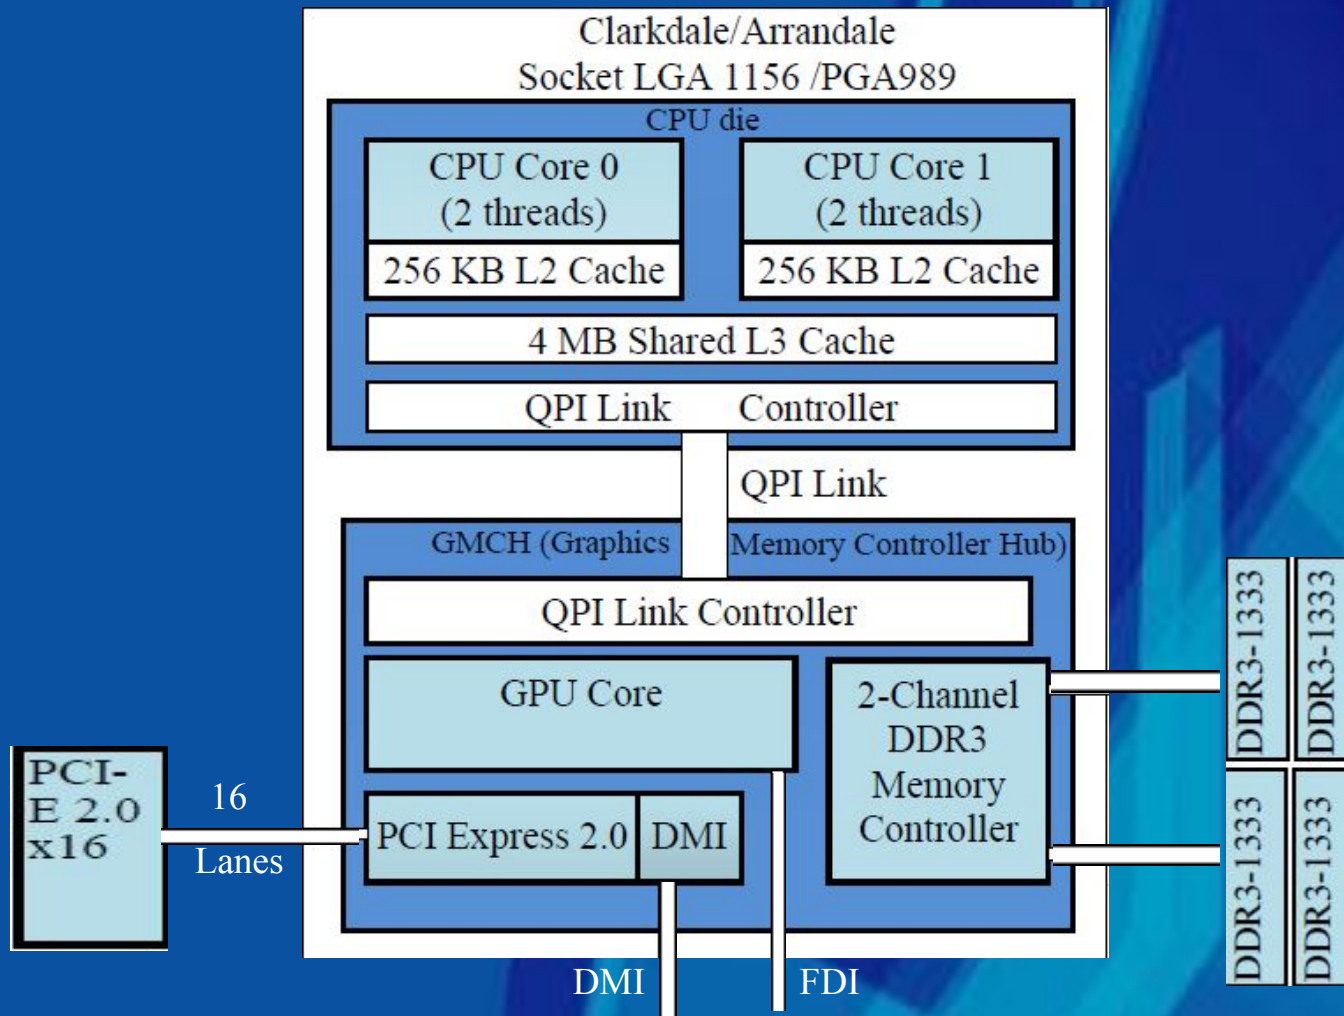 Clarkdale/Arrandale
Socket LGA 1156 /PGA989
CPU die
CPU Core 0
(2 threads)
256 KB L2 Cache
CPU Core 1
(2 threads)
256 KB L2 Cache
4 MB Shared L3 Cache
QPI Link Controller
QPI Link
GMCH (Graphics Memory Controller Hub)
QPI Link Controller
GPU Core
2-Channel
DDR3
Memory
Controller
PCI Express 2.0
DMI
PCI-
E 2.0
x16
16
Lanes
DDR3-1333
DDR3-1333
DDR3-1333
DDR3-1333
DMI
FDI